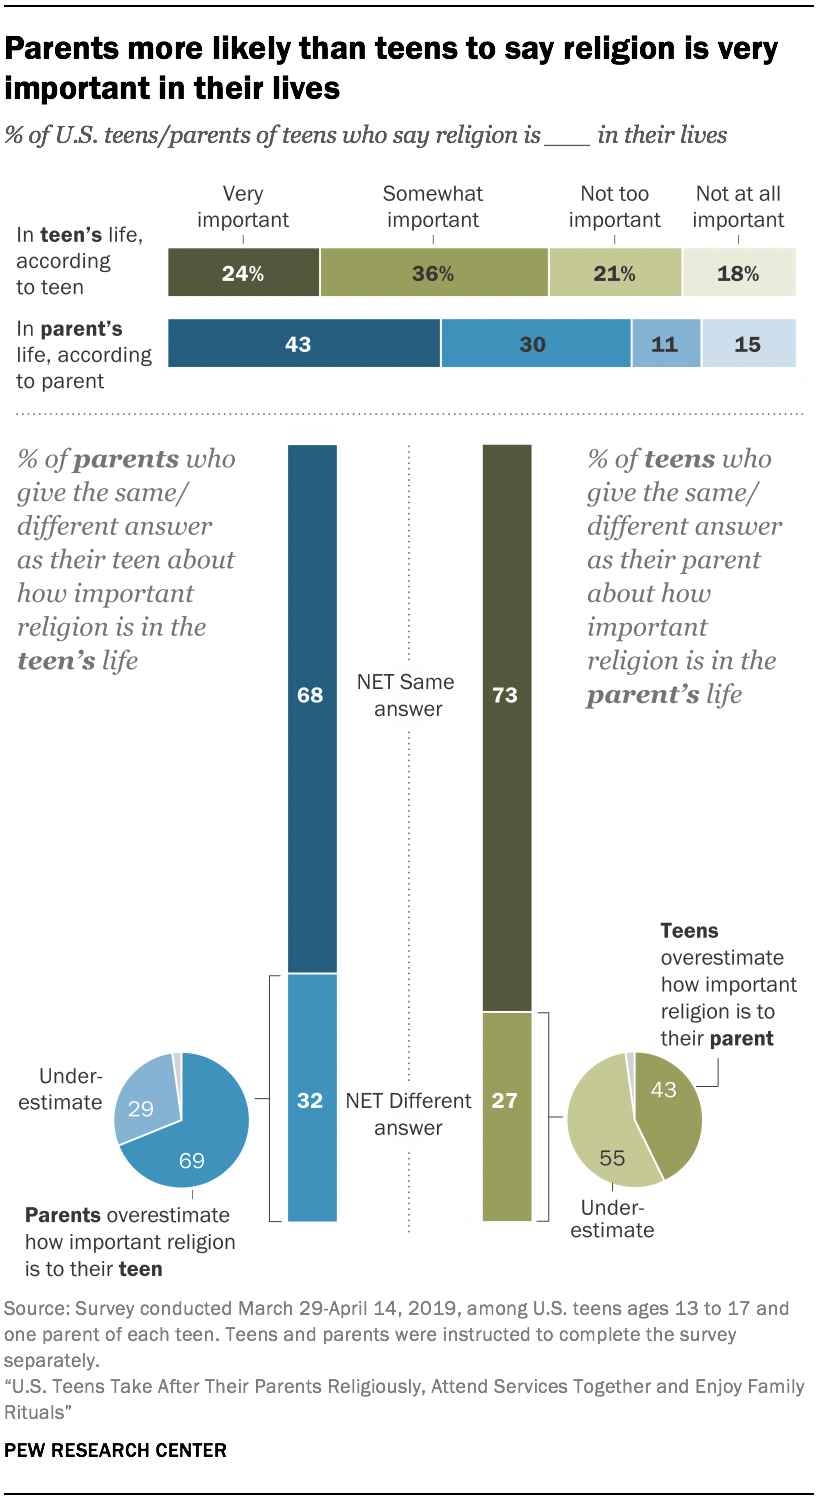 Parents more likely than teens to say religion is very
important in their lives
% of U.S. teens/parents of teens who say religion is ____ in their lives
Very
important
Somewhat
important
Not too
important
Not at all
important
In teen's life,
according
to teen
24%
36%
21%
18%
In parent's
life, according
to parent
43
30
11
15
% of parents who
give the same/
different answer
as their teen about
how important
religion is in the
teen's life
% of teens who
give the same/
different answer
as their parent
about how
important
religion is in the
parent's life
68
NET Same
answer
73
Teens
overestimate
how important
religion is to
their parent
Under-
estimate
29
69
32
NET Different
answer
27
43
55
Under-
estimate
Parents overestimate
how important religion
is to their teen
Source: Survey conducted March 29-April 14, 2019, among U.S. teens ages 13 to 17 and
one parent of each teen. Teens and parents were instructed to complete the survey
separately.
“U.S. Teens Take After Their Parents Religiously, Attend Services Together and Enjoy Family
Rituals”
PEW RESEARCH CENTER